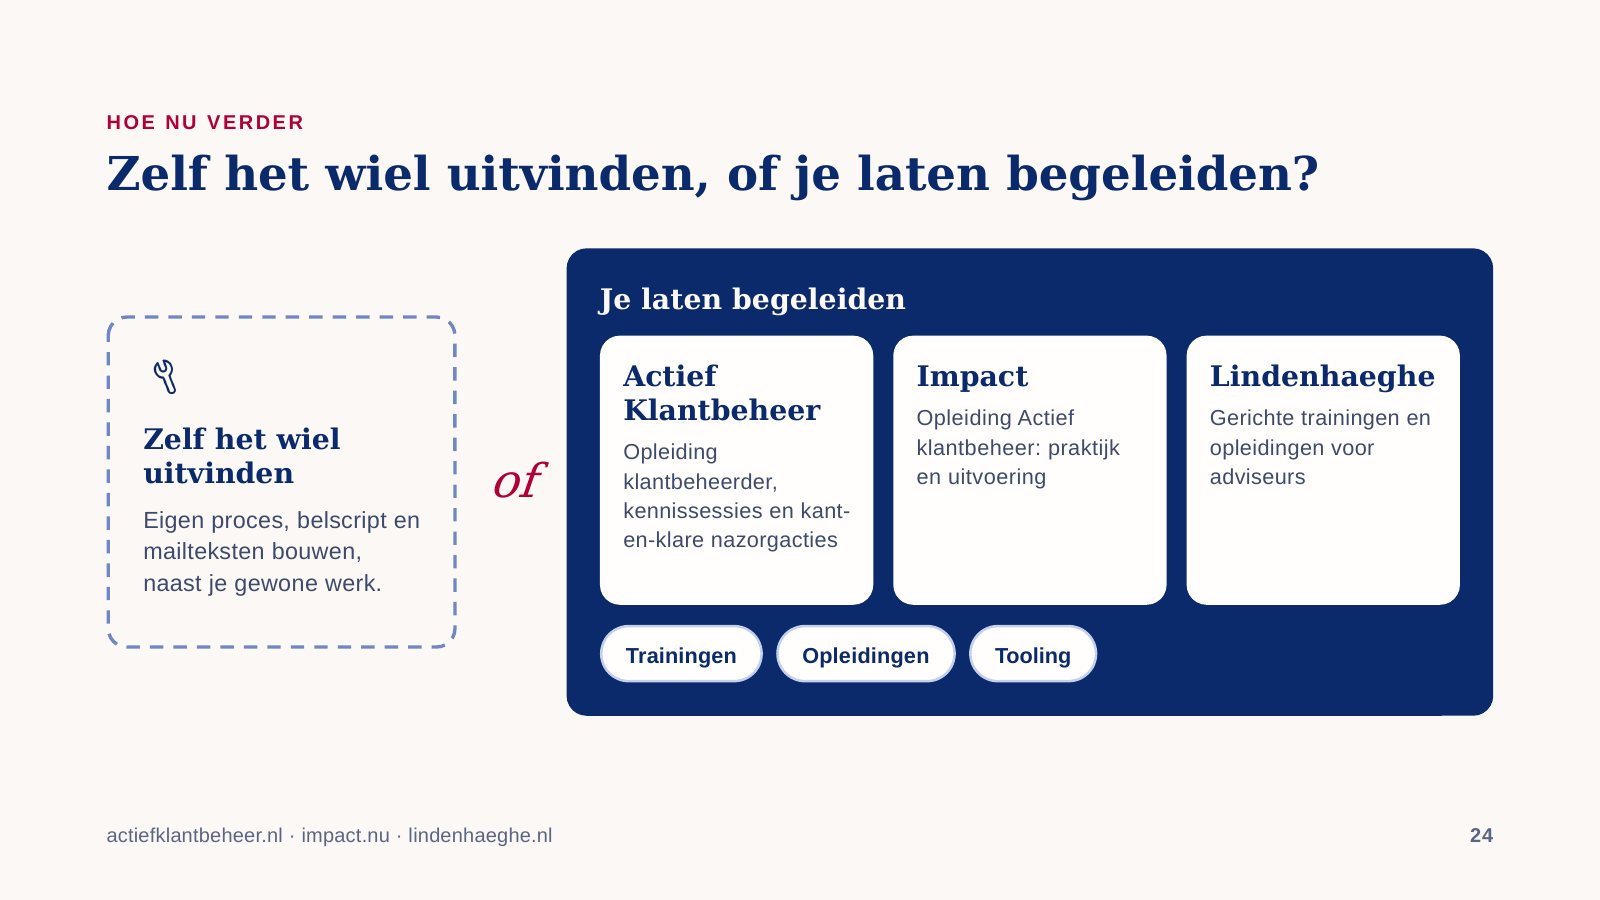 HOE NU VERDER
Zelf het wiel uitvinden, of je laten begeleiden?
Zelf het wiel
uitvinden
Eigen proces, belscript en
mailteksten bouwen,
naast je gewone werk.
of
Je laten begeleiden
Actief
Klantbeheer
Opleiding
klantbeheerder,
kennissessies en kant-
en-klare nazorgacties
Impact
Opleiding Actief
klantbeheer: praktijk
en uitvoering
Lindenhaeghe
Gerichte trainingen en
opleidingen voor
adviseurs
Trainingen
Opleidingen
Tooling
actiefklantbeheer.nl · impact.nu · lindenhaeghe.nl
24